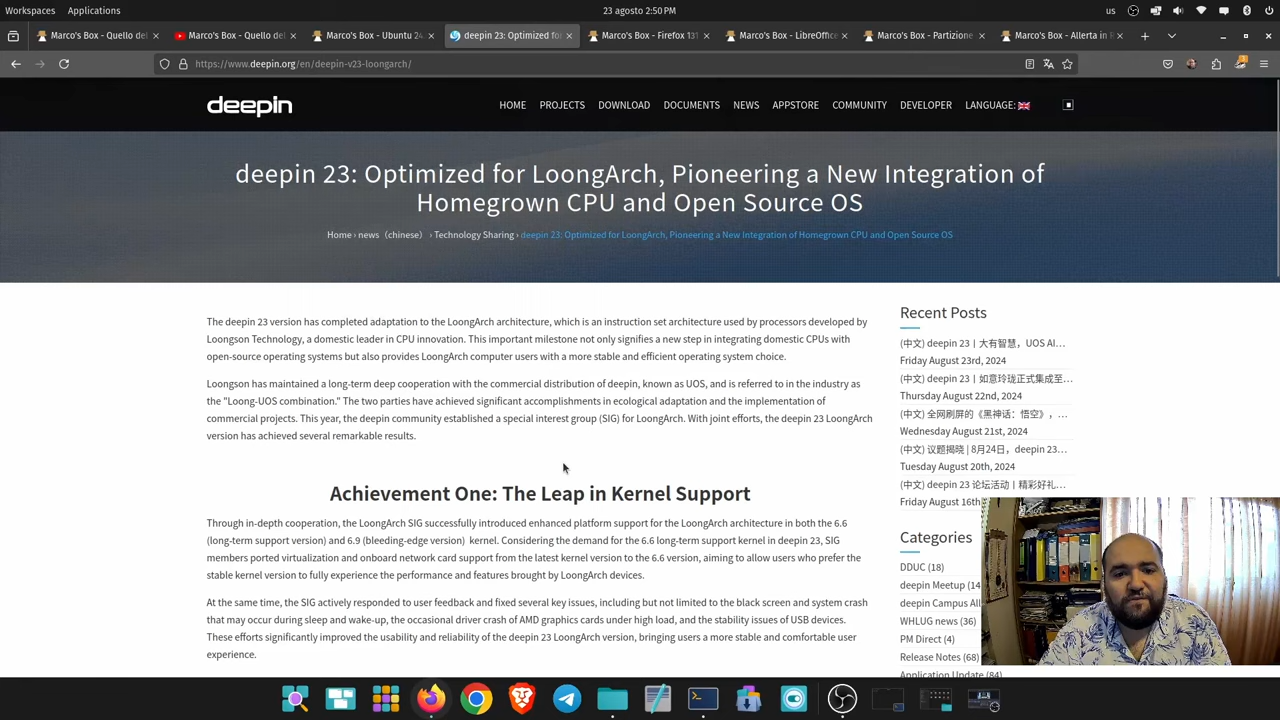 Workspaces Applications 23 agosto 2:50 PM us
Marco's Box - Quello del Marco's Box - Quello del Marco's Box - Ubuntu 24 deepin 23: Optimized for Marco's Box - Firefox 131 Marco's Box - LibreOffice Marco's Box - Partizione Marco's Box - Allerta in
https://www.deepin.org/en/deepin-v23-loongarch/
deepin HOME PROJECTS DOWNLOAD DOCUMENTS NEWS APPSTORE COMMUNITY DEVELOPER LANGUAGE:
deepin 23: Optimized for LoongArch, Pioneering a New Integration of
Homegrown CPU and Open Source OS
Home › news（chinese） › Technology Sharing › deepin 23: Optimized for LoongArch, Pioneering a New Integration of Homegrown CPU and Open Source OS
The deepin 23 version has completed adaptation to the LoongArch architecture, which is an instruction set architecture used by processors developed by
Loongson Technology, a domestic leader in CPU innovation. This important milestone not only signifies a new step in integrating domestic CPUs with
open-source operating systems but also provides LoongArch computer users with a more stable and efficient operating system choice.
Loongson has maintained a long-term deep cooperation with the commercial distribution of deepin, known as UOS, and is referred to in the industry as
the "Loong-UOS combination." The two parties have achieved significant accomplishments in ecological adaptation and the implementation of
commercial projects. This year, the deepin community established a special interest group (SIG) for LoongArch. With joint efforts, the deepin 23 LoongArch
version has achieved several remarkable results.
Achievement One: The Leap in Kernel Support
Through in-depth cooperation, the LoongArch SIG successfully introduced enhanced platform support for the LoongArch architecture in both the 6.6
(long-term support version) and 6.9 (bleeding-edge version) kernel. Considering the demand for the 6.6 long-term support kernel in deepin 23, SIG
members ported virtualization and onboard network card support from the latest kernel version to the 6.6 version, aiming to allow users who prefer the
stable kernel version to fully experience the performance and features brought by LoongArch devices.
At the same time, the SIG actively responded to user feedback and fixed several key issues, including but not limited to the black screen and system crash
that may occur during sleep and wake-up, the occasional driver crash of AMD graphics cards under high load, and the stability issues of USB devices.
These efforts significantly improved the usability and reliability of the deepin 23 LoongArch version, bringing users a more stable and comfortable user
experience.
Recent Posts
(中文) deepin 23丨大有智慧，UOS AI…
Friday August 23rd, 2024
(中文) deepin 23丨如意玲珑正式集成至…
Thursday August 22nd, 2024
(中文) 全网刷屏的《黑神话：悟空》，…
Wednesday August 21st, 2024
(中文) 议题揭晓 | 8月24日，deepin 23…
Tuesday August 20th, 2024
(中文) deepin 23 论坛活动丨精彩好礼…
Friday August 16th
Categories
DDUC (18)
deepin Meetup (14
deepin Campus All
WHLUG news (36)
PM Direct (4)
Release Notes (68)
Application Update (84)